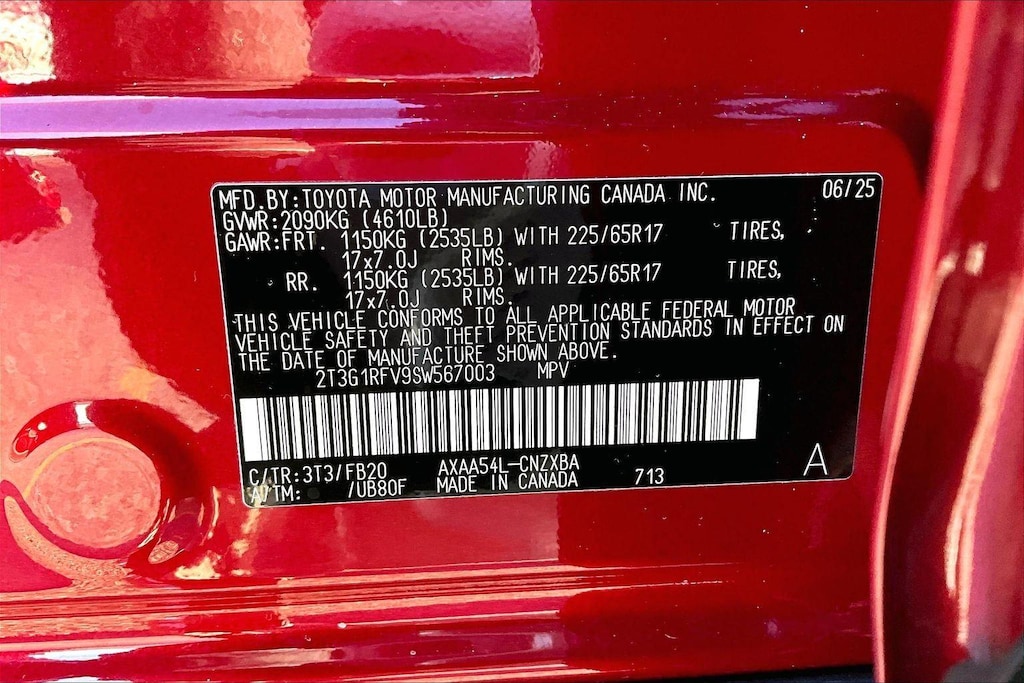 MFD.BY:TOYOTA MOTOR MANUFACTURING CANADA INC. 06/25
GVWR:2090KG (4610LB)
GAWR:FRT. 1150KG (2535LB) WITH 225/65R17 TIRES,
17x7.0J RIMS.
RR. 1150KG (2535LB) WITH 225/65R17 TIRES,
17x7.0J RIMS.
THIS VEHICLE CONFORMS TO ALL APPLICABLE FEDERAL MOTOR
VEHICLE SAFETY AND THEFT PREVENTION STANDARDS IN EFFECT ON
THE DATE OF MANUFACTURE SHOWN ABOVE.
2T3G1RFV9SW567003 MPV
C/TR:3T3/FB20 AXAA54L-CNZXBA
A/TM: /UB80F MADE IN CANADA 713 A